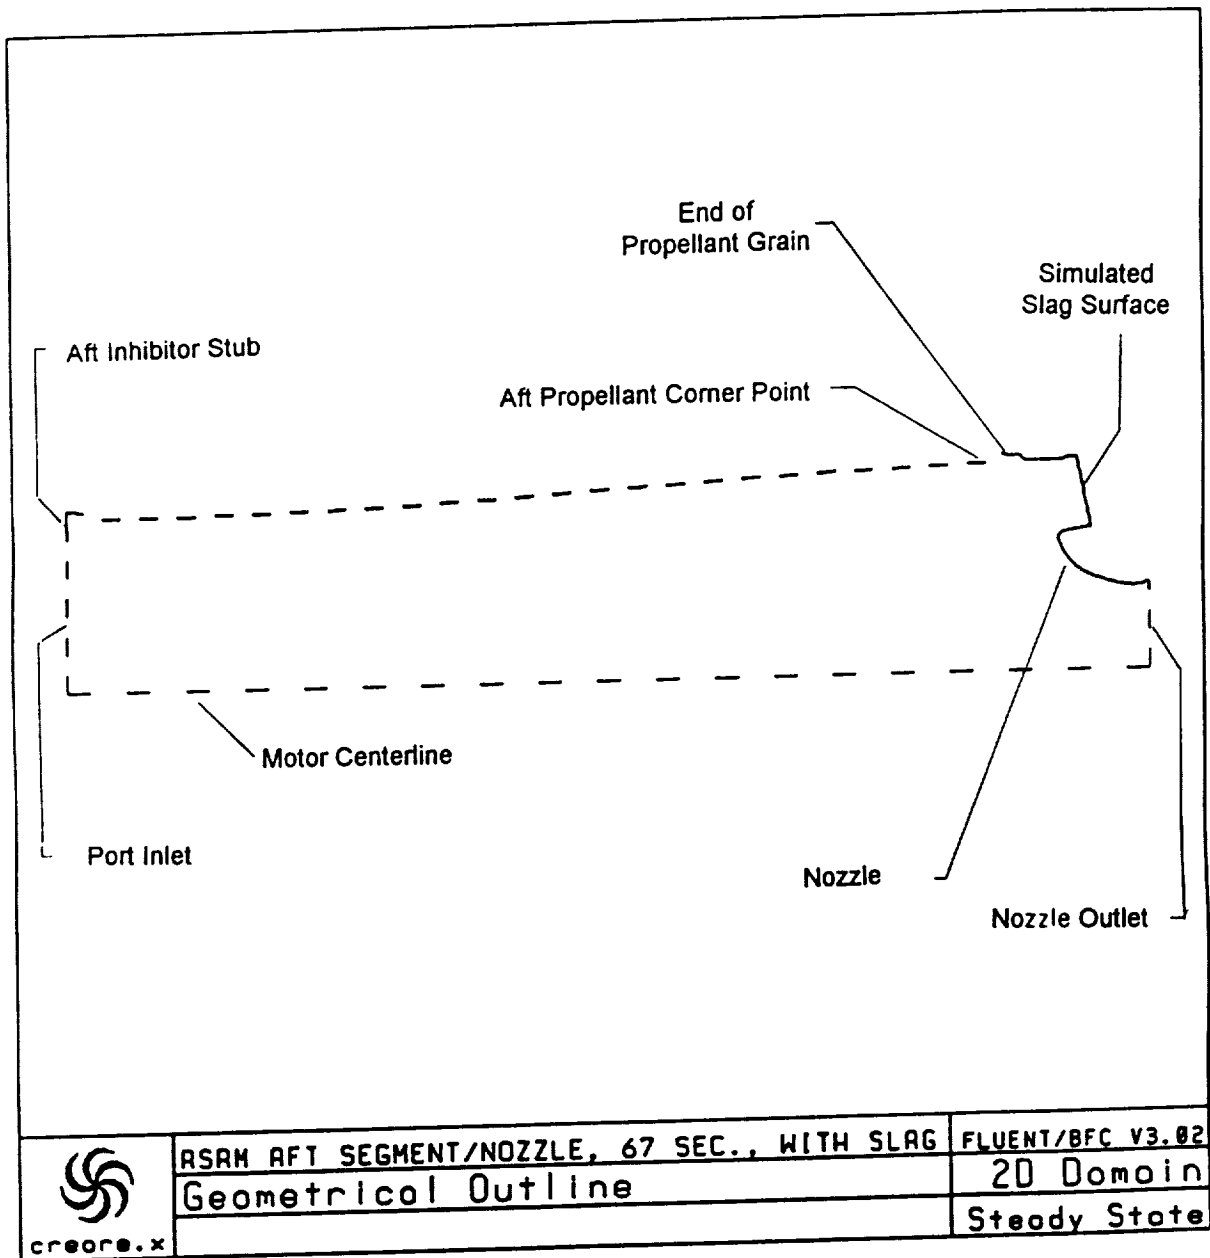 End of
Propellant Grain
Simulated
Slag Surface
Aft Inhibitor Stub
Aft Propellant Corner Point
Motor Centerline
Port Inlet
Nozzle
Nozzle Outlet
RSRM AFT SEGMENT/NOZZLE, 67 SEC., WITH SLAG
FLUENT/BFC V3.02
Geometrical Outline
2D Domain
Steady State
creare.x